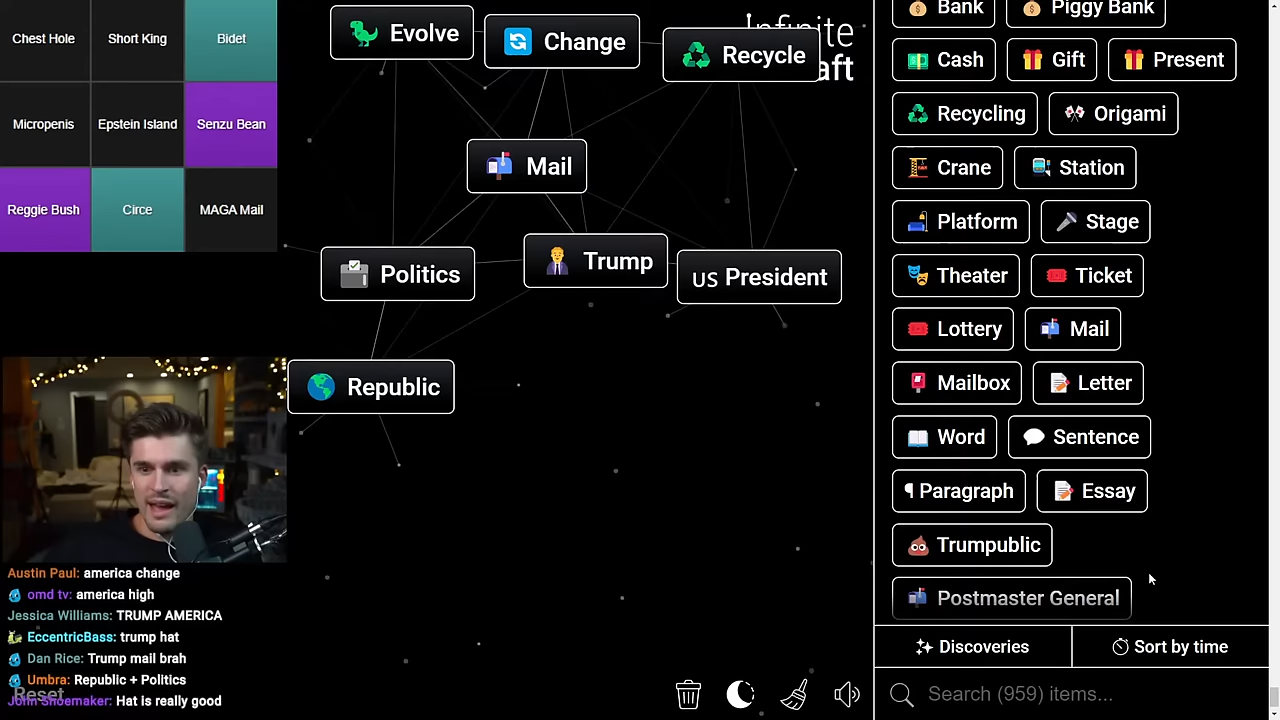 Chest Hole
Short King
Bidet
Micropenis
Epstein Island
Senzu Bean
Reggie Bush
Circe
MAGA Mail
Infinite
aft
Evolve
Change
Recycle
Mail
Politics
Trump
US President
Republic
Bank
Piggy Bank
Cash
Gift
Present
Recycling
Origami
Crane
Station
Platform
Stage
Theater
Ticket
Lottery
Mail
Mailbox
Letter
Word
Sentence
¶ Paragraph
Essay
Trumpublic
Postmaster General
Discoveries
Sort by time
Search (959) items...
Austin Paul: america change
omd tv: america high
Jessica Williams: TRUMP AMERICA
EccentricBass: trump hat
Dan Rice: Trump mail brah
Umbra: Republic + Politics
Reset
John Shoemaker: Hat is really good